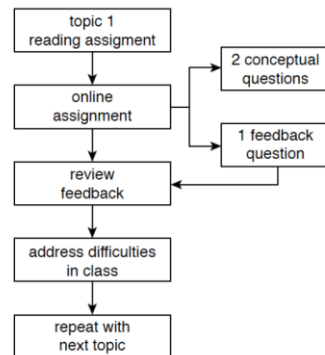 topic 1
reading assigment
2 conceptual
questions
online
assignment
1 feedback
question
review
feedback
address difficulties
in class
repeat with
next topic